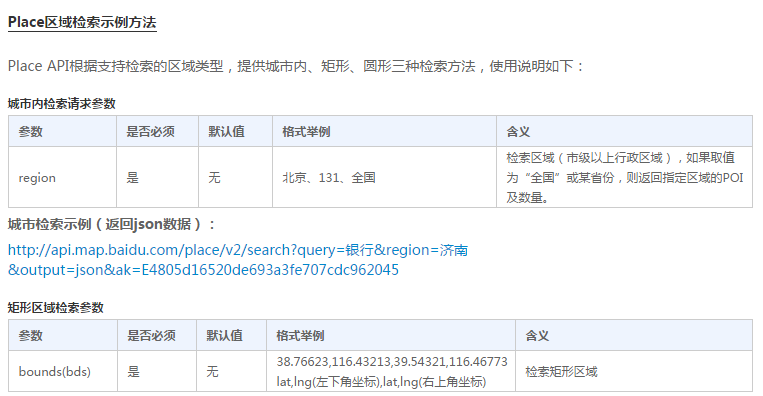 Place区域检索示例方法
Place API根据支持检索的区域类型，提供城市内、矩形、圆形三种检索方法，使用说明如下：
城市内检索请求参数
参数 是否必须 默认值 格式举例 含义
region 是 无 北京、131、全国 检索区域（市级以上行政区域），如果取值
为“全国”或某省份，则返回指定区域的POI
及数量。
城市检索示例（返回json数据）：
http://api.map.baidu.com/place/v2/search?query=银行&region=济南
&output=json&ak=E4805d16520de693a3fe707cdc962045
矩形区域检索参数
参数 是否必须 默认值 格式举例 含义
bounds(bds) 是 无 38.76623,116.43213,39.54321,116.46773
lat,lng(左下角坐标),lat,lng(右上角坐标) 检索矩形区域